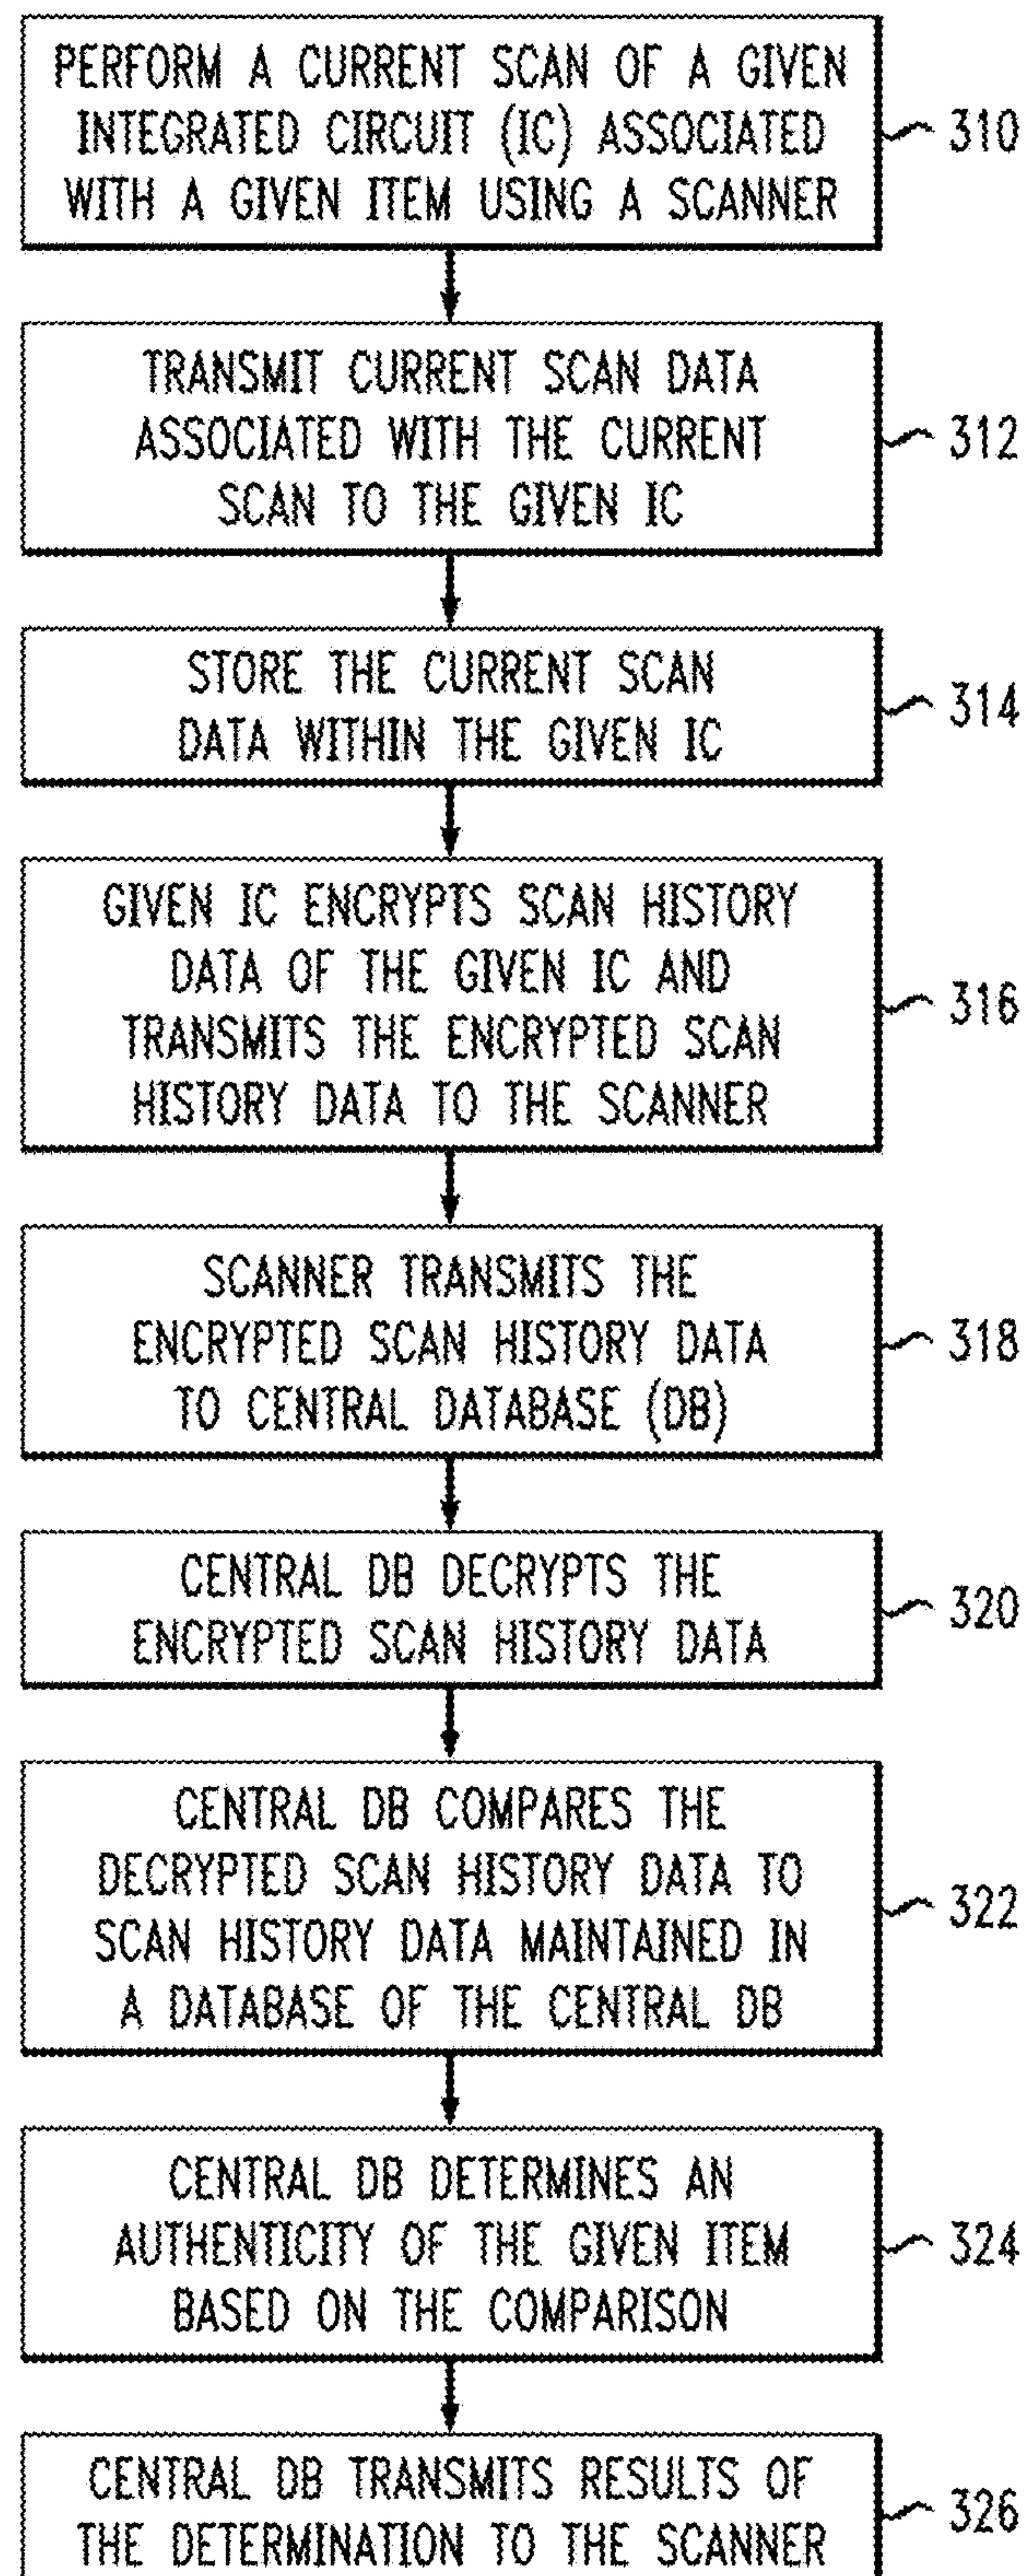 PERFORM A CURRENT SCAN OF A GIVEN
INTEGRATED CIRCUIT (IC) ASSOCIATED
WITH A GIVEN ITEM USING A SCANNER
310
TRANSMIT CURRENT SCAN DATA
ASSOCIATED WITH THE CURRENT
SCAN TO THE GIVEN IC
312
STORE THE CURRENT SCAN
DATA WITHIN THE GIVEN IC
314
GIVEN IC ENCRYPTS SCAN HISTORY
DATA OF THE GIVEN IC AND
TRANSMITS THE ENCRYPTED SCAN
HISTORY DATA TO THE SCANNER
316
SCANNER TRANSMITS THE
ENCRYPTED SCAN HISTORY DATA
TO CENTRAL DATABASE (DB)
318
CENTRAL DB DECRYPTS THE
ENCRYPTED SCAN HISTORY DATA
320
CENTRAL DB COMPARES THE
DECRYPTED SCAN HISTORY DATA TO
SCAN HISTORY DATA MAINTAINED IN
A DATABASE OF THE CENTRAL DB
322
CENTRAL DB DETERMINES AN
AUTHENTICITY OF THE GIVEN ITEM
BASED ON THE COMPARISON
324
CENTRAL DB TRANSMITS RESULTS OF
THE DETERMINATION TO THE SCANNER
326